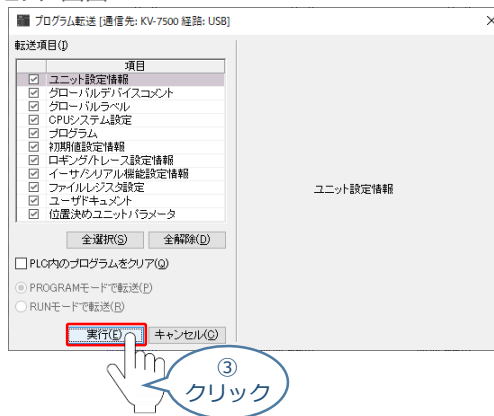 プログラム転送 [通信先: KV-7500 経路: USB]
転送項目(I)
項目
ユニット設定情報
グローバルデバイスコメント
グローバルラベル
CPUシステム設定
プログラム
初期値設定情報
ロギング/トレース設定情報
イーサ/シリアル機能設定情報
ファイルレジスタ設定
ユーザドキュメント
位置決めユニットパラメータ
ユニット設定情報
全選択(S) 全解除(D)
PLC内のプログラムをクリア(Q)
PROGRAMモードで転送(P)
RUNモードで転送(R)
実行(E) キャンセル(C)
③
クリック